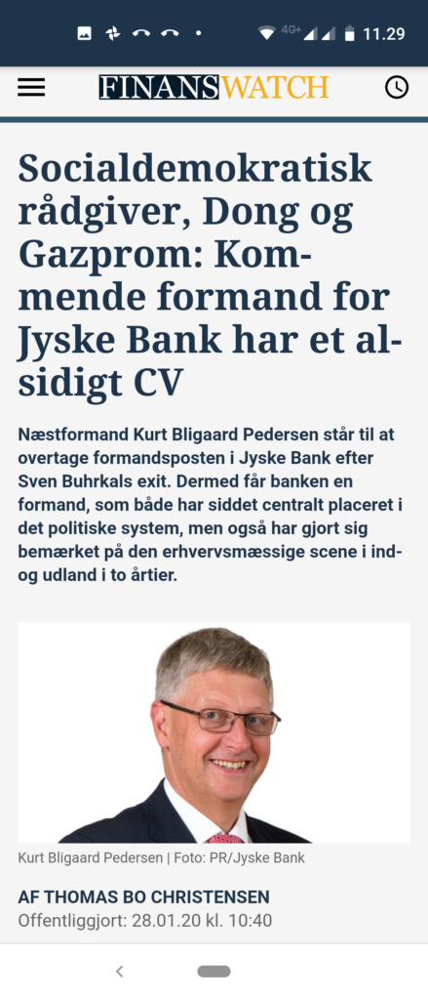 4G+ 11.29
FINANSWATCH
Socialdemokratisk
rådgiver, Dong og
Gazprom: Kom-
mende formand for
Jyske Bank har et al-
sidigt CV
Næstformand Kurt Bligaard Pedersen står til at
overtage formandsposten i Jyske Bank efter
Sven Buhrkals exit. Dermed får banken en
formand, som både har siddet centralt placeret i
det politiske system, men også har gjort sig
bemærket på den erhvervsmæssige scene i ind-
og udland i to årtier.
Kurt Bligaard Pedersen | Foto: PR/Jyske Bank
AF THOMAS BO CHRISTENSEN
Offentliggjort: 28.01.20 kl. 10:40